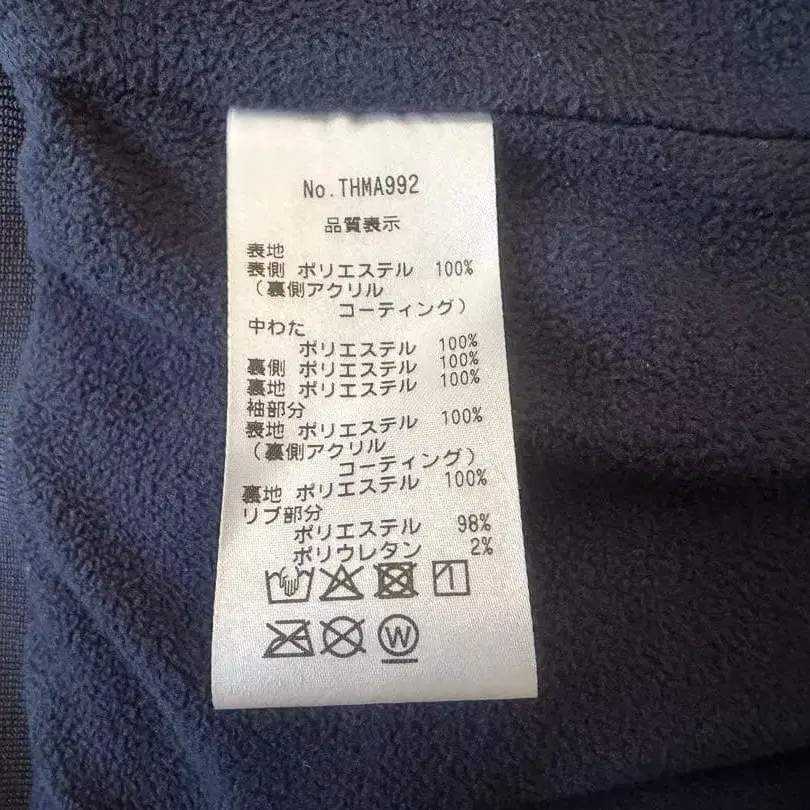 No.THMA992
品質表示
表地
表側 ポリエステル 100%
(裏側アクリル
コーティング)
中わた
ポリエステル 100%
裏側 ポリエステル 100%
裏地 ポリエステル 100%
袖部分
表地 ポリエステル 100%
(裏側アクリル
コーティング)
裏地 ポリエステル 100%
リブ部分
ポリエステル 98%
ポリウレタン 2%
W